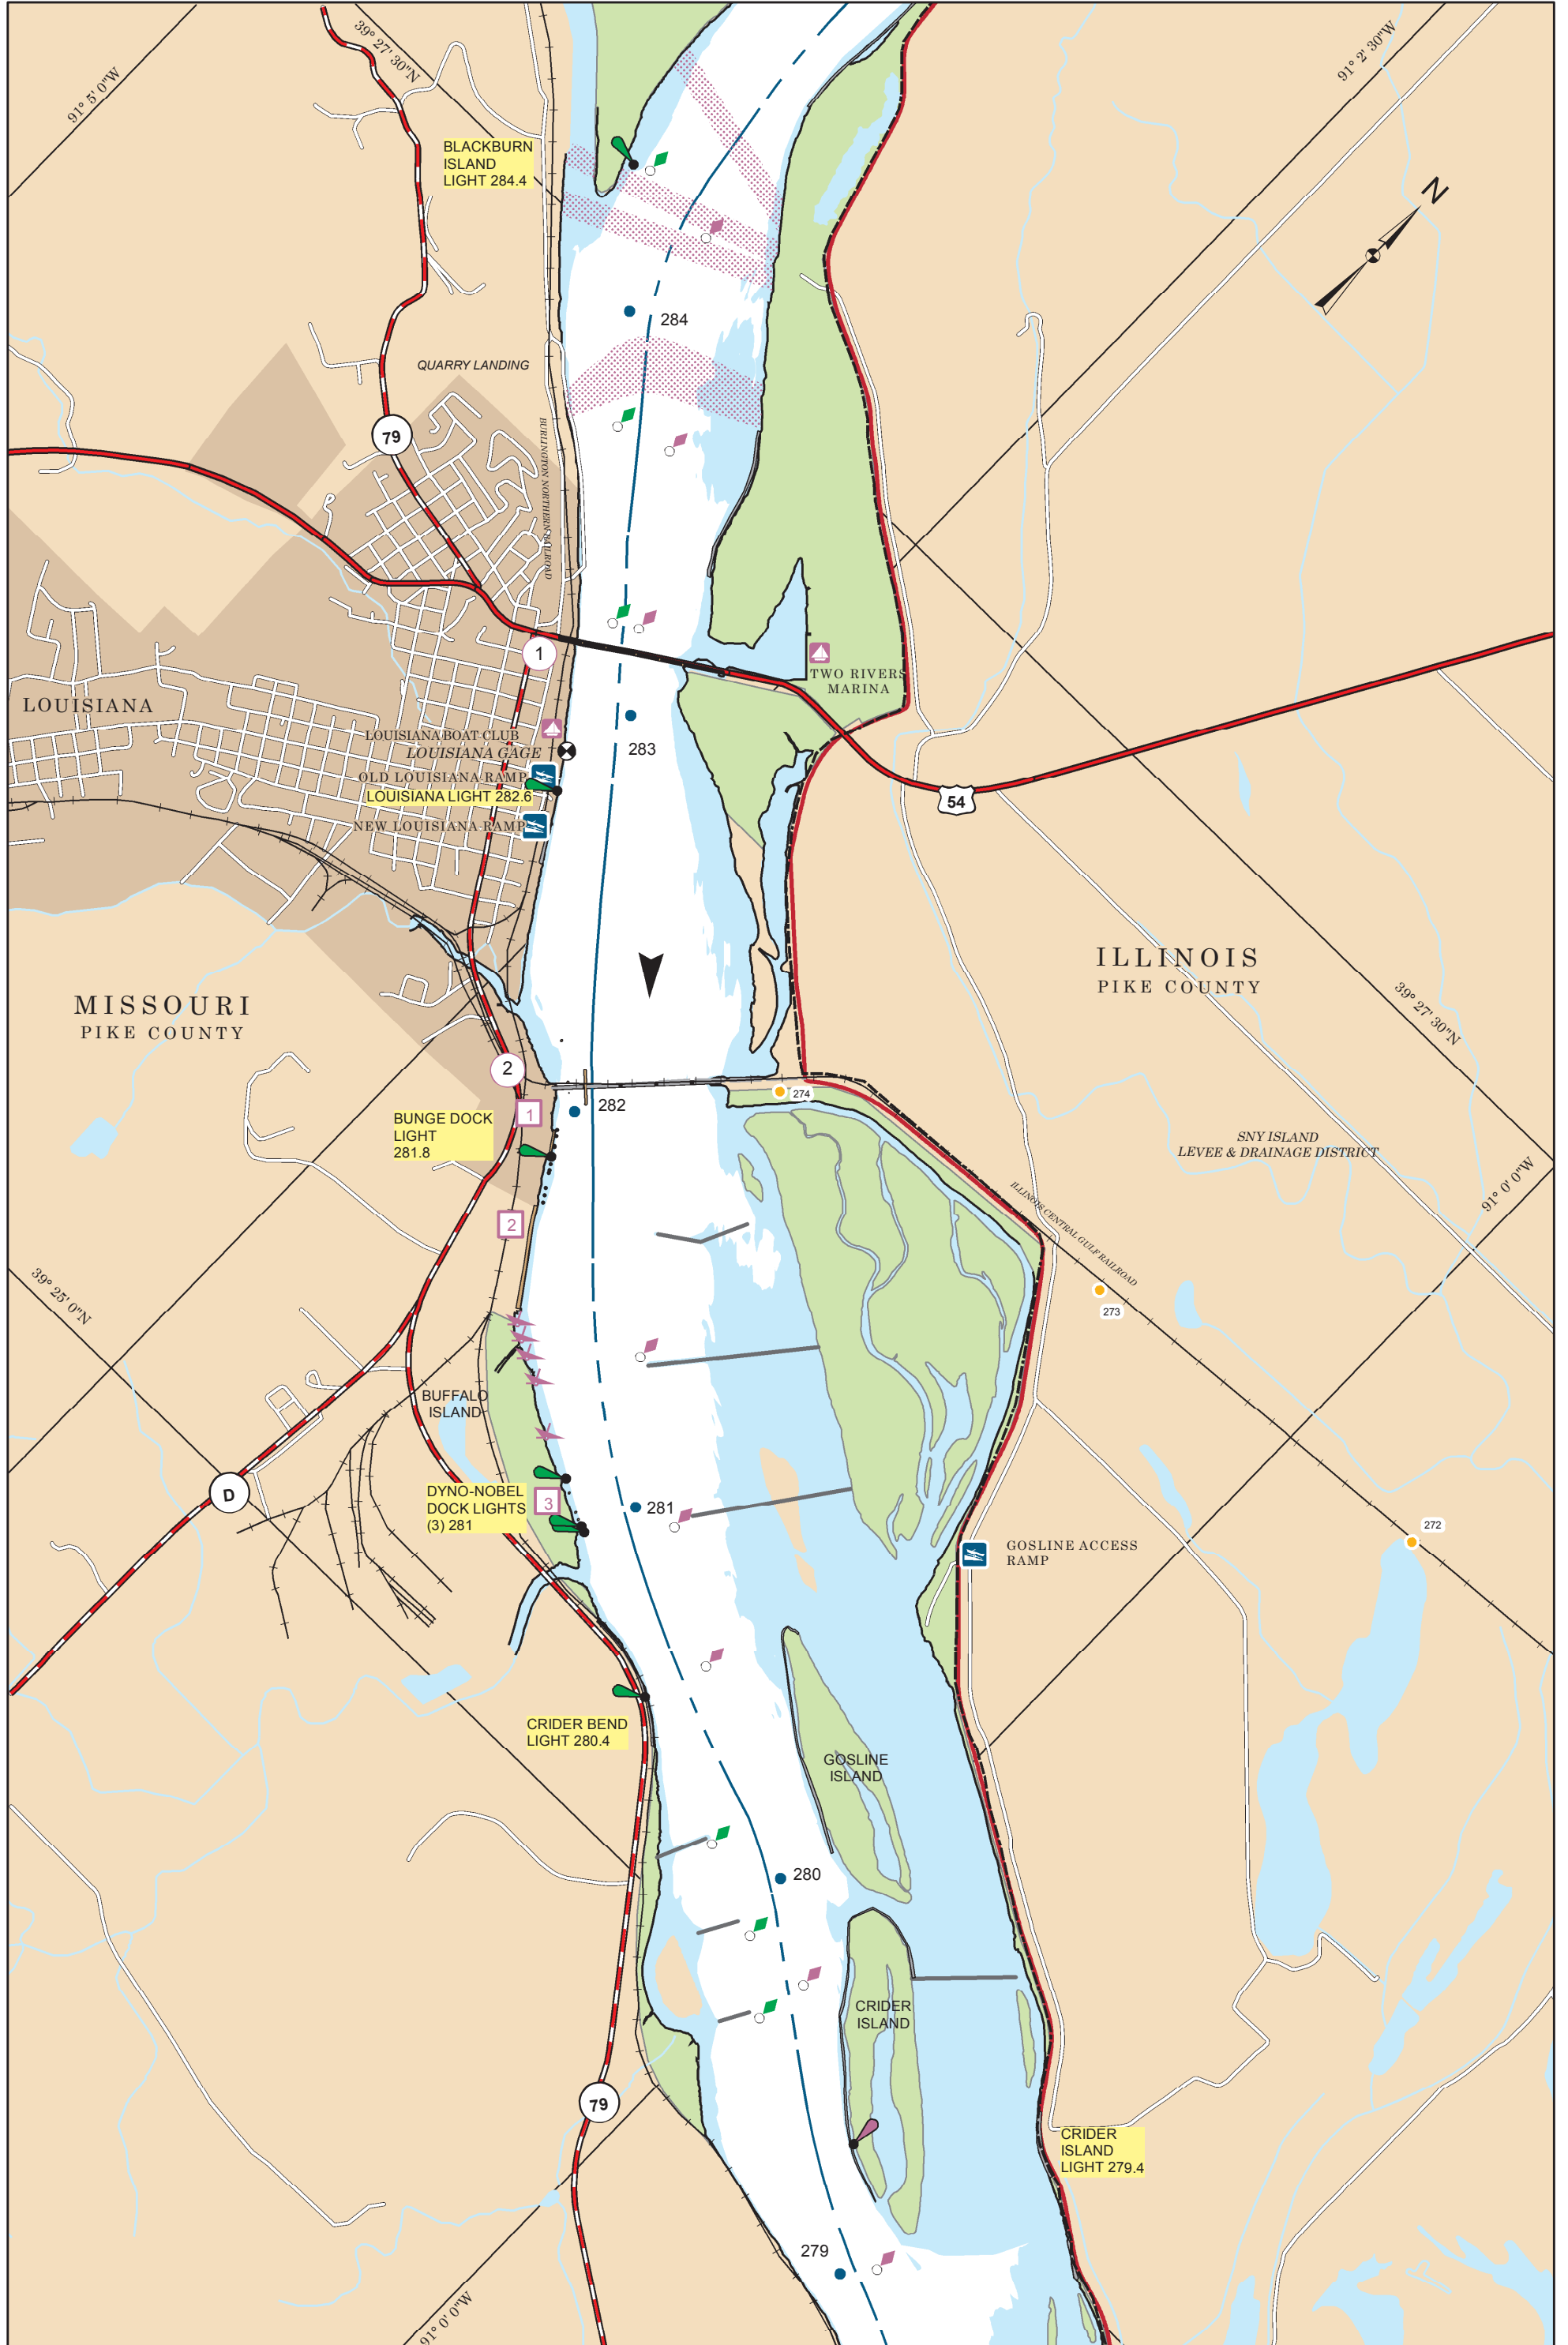 39° 27' 30"N
91° 5' 0"W
91° 2' 30"W
N
BLACKBURN
ISLAND
LIGHT 284.4
284
QUARRY LANDING
79
BURLINGTON NORTHERN RAILROAD
1
TWO RIVERS
MARINA
LOUISIANA
LOUISIANA BOAT CLUB
LOUISIANA GAGE
283
OLD LOUISIANA RAMP
LOUISIANA LIGHT 282.6
NEW LOUISIANA RAMP
54
ILLINOIS
PIKE COUNTY
MISSOURI
PIKE COUNTY
39° 27' 30"N
2
274
282
1
BUNGE DOCK
LIGHT
281.8
SNY ISLAND
LEVEE & DRAINAGE DISTRICT
91° 0' 0"W
ILLINOIS CENTRAL GULF RAILROAD
2
39° 25' 0"N
273
BUFFALO
ISLAND
D
DYNO-NOBEL
DOCK LIGHTS
(3) 281
3
281
272
GOSLINE ACCESS
RAMP
CRIDER BEND
LIGHT 280.4
GOSLINE
ISLAND
280
CRIDER
ISLAND
79
CRIDER
ISLAND
LIGHT 279.4
279
91° 0' 0"W